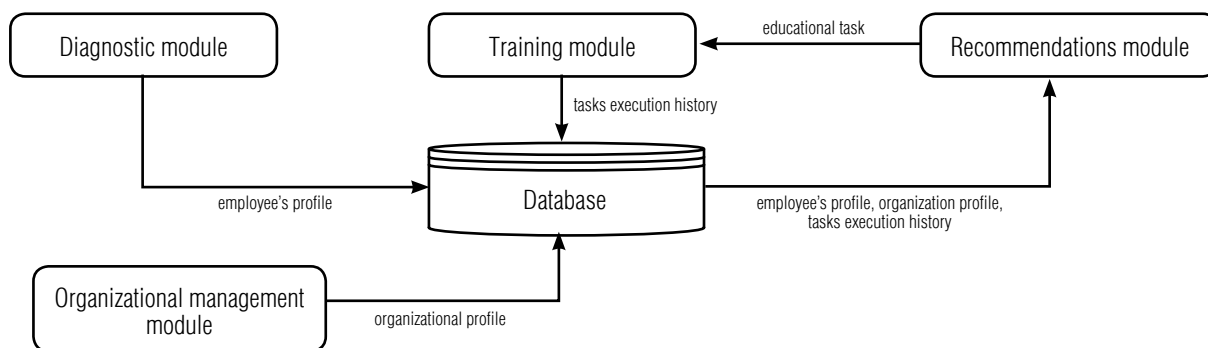 educational task
Diagnostic module
Training module
Recommendations module
tasks execution history
Database
employee's profile
employee's profile, organization profile,
tasks execution history
Organizational management
module
organizational profile